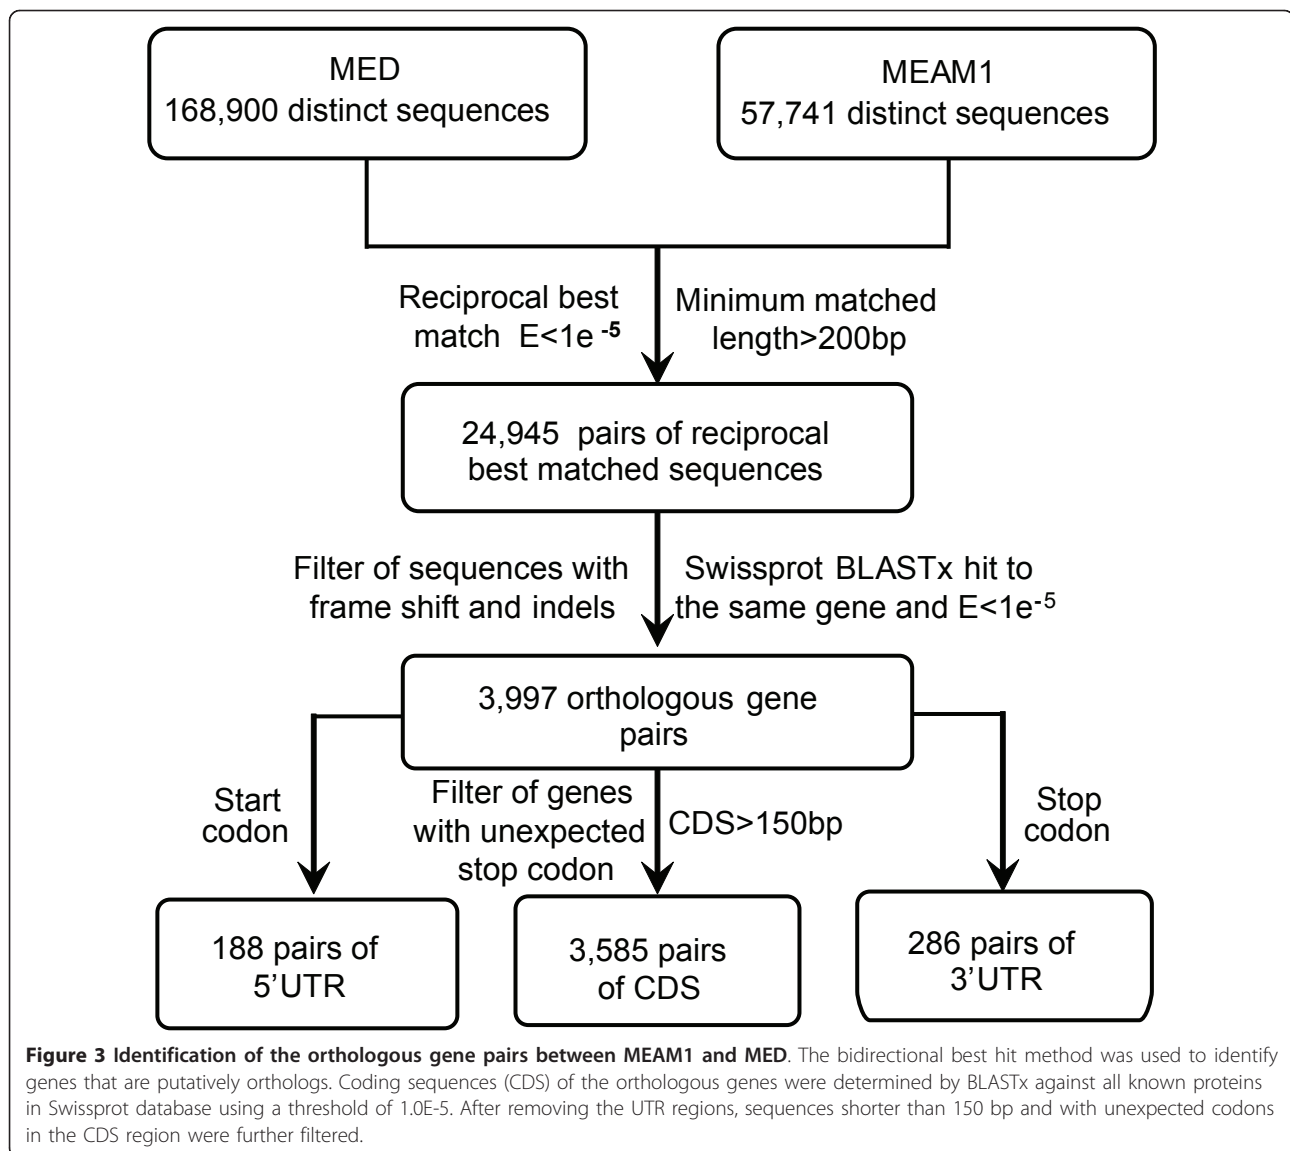 MED
168,900 distinct sequences
MEAM1
57,741 distinct sequences
Reciprocal best
match E<1e -5
Minimum matched
length>200bp
24,945 pairs of reciprocal
best matched sequences
Filter of sequences with
frame shift and indels
Swissprot BLASTx hit to
the same gene and E<1e-5
3,997 orthologous gene
pairs
Start
codon
Filter of genes
with unexpected
stop codon
CDS>150bp
Stop
codon
188 pairs of
5’UTR
3,585 pairs
of CDS
286 pairs of
3’UTR
Figure 3 Identification of the orthologous gene pairs between MEAM1 and MED. The bidirectional best hit method was used to identify
genes that are putatively orthologs. Coding sequences (CDS) of the orthologous genes were determined by BLASTx against all known proteins
in Swissprot database using a threshold of 1.0E-5. After removing the UTR regions, sequences shorter than 150 bp and with unexpected codons
in the CDS region were further filtered.